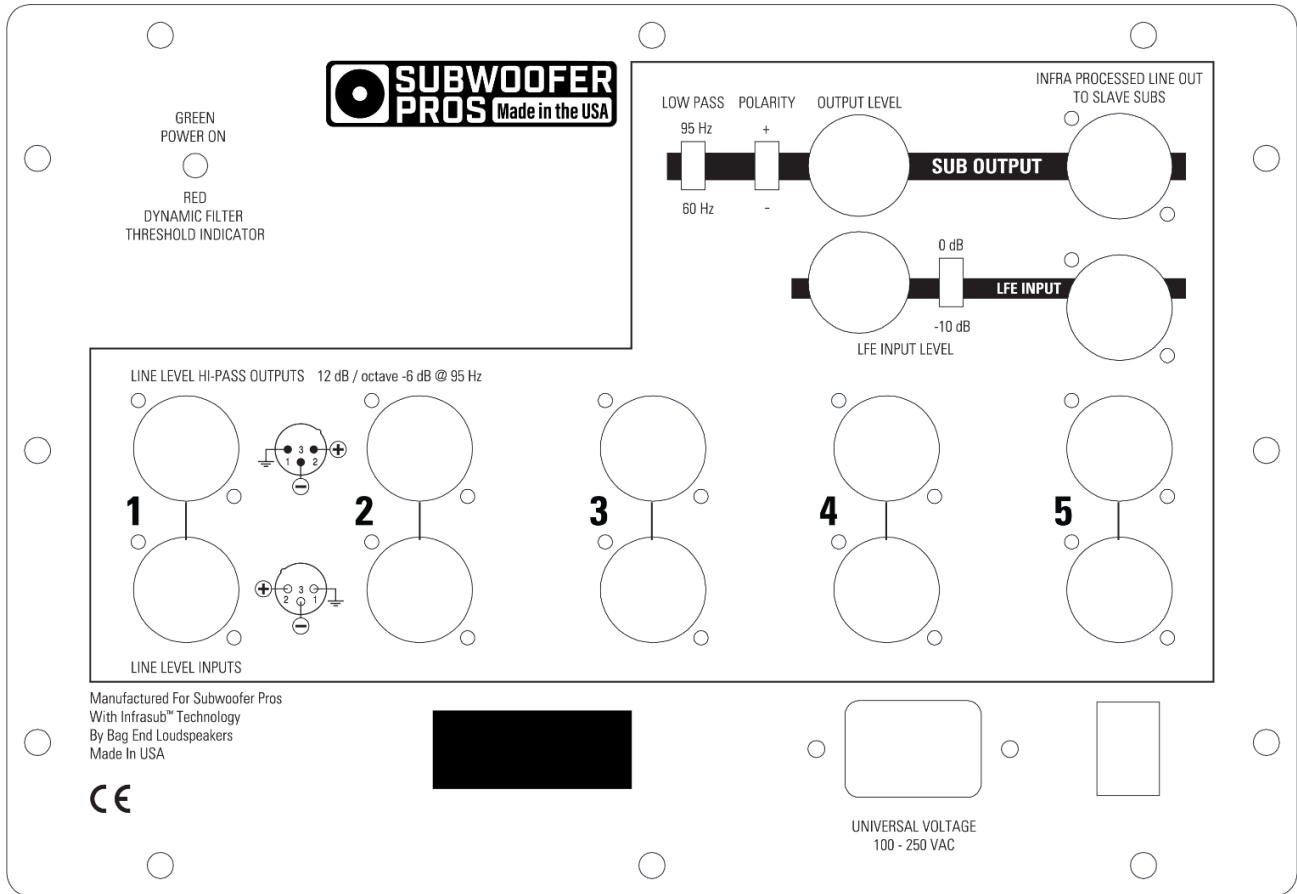 SUBWOOFER
PROS Made in the USA
GREEN
POWER ON
RED
DYNAMIC FILTER
THRESHOLD INDICATOR
LOW PASS
95 Hz
60 Hz
POLARITY
+
-
OUTPUT LEVEL
SUB OUTPUT
INFRA PROCESSED LINE OUT
TO SLAVE SUBS
0 dB
-10 dB
LFE INPUT
LFE INPUT LEVEL
LINE LEVEL HI-PASS OUTPUTS 12 dB / octave -6 dB @ 95 Hz
3
1 2
+
−
1
2
3
4
5
+
3
2 1
−
LINE LEVEL INPUTS
Manufactured For Subwoofer Pros
With Infrasub™ Technology
By Bag End Loudspeakers
Made In USA
CE
UNIVERSAL VOLTAGE
100 - 250 VAC